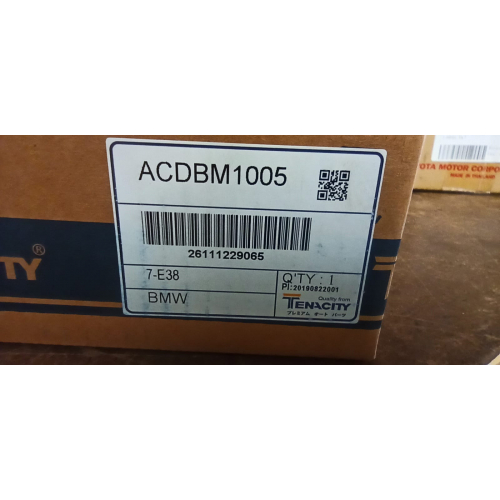 ACDBM1005
26111229065
7-E38
BMW
Q'TY : 1
PI:20190822001
Quality from
TENACITY
プレミアム オート パーツ
TY®
OTA MOTOR CORPO
MADE IN THAILAND